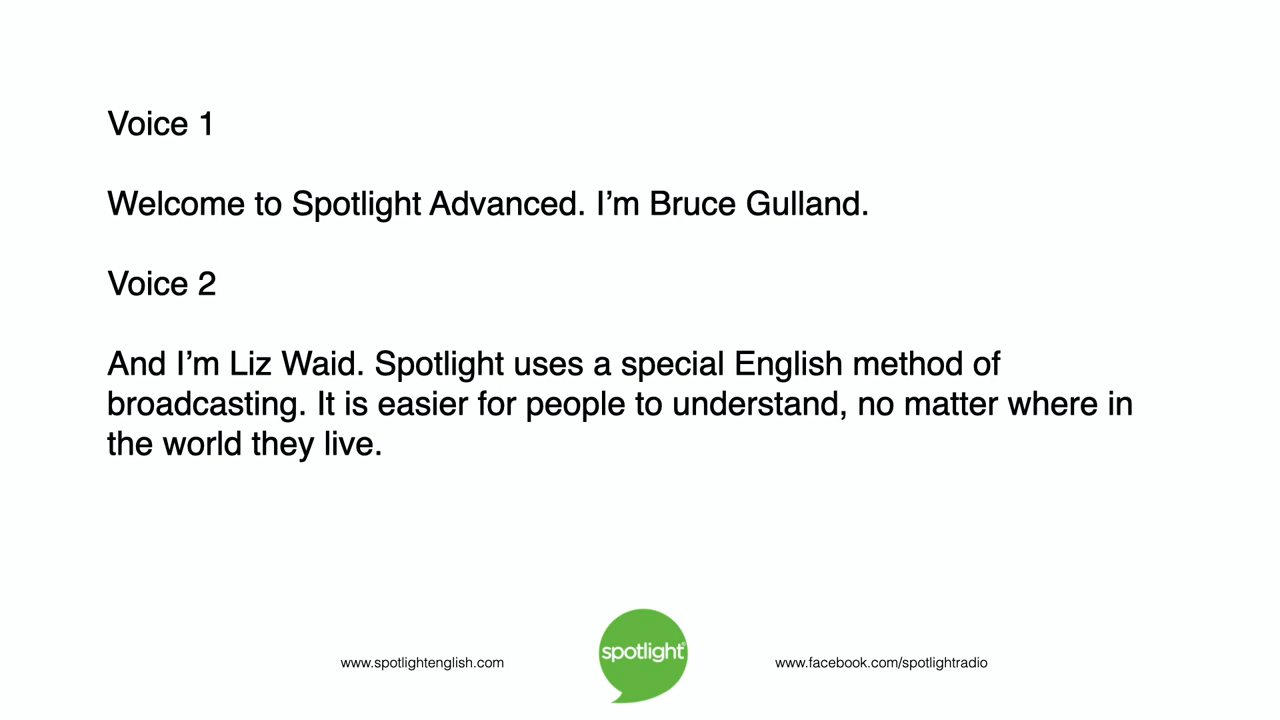 Voice 1
Welcome to Spotlight Advanced. I’m Bruce Gulland.
Voice 2
And I’m Liz Waid. Spotlight uses a special English method of
broadcasting. It is easier for people to understand, no matter where in
the world they live.
www.spotlightenglish.com
spotlight®
www.facebook.com/spotlightradio